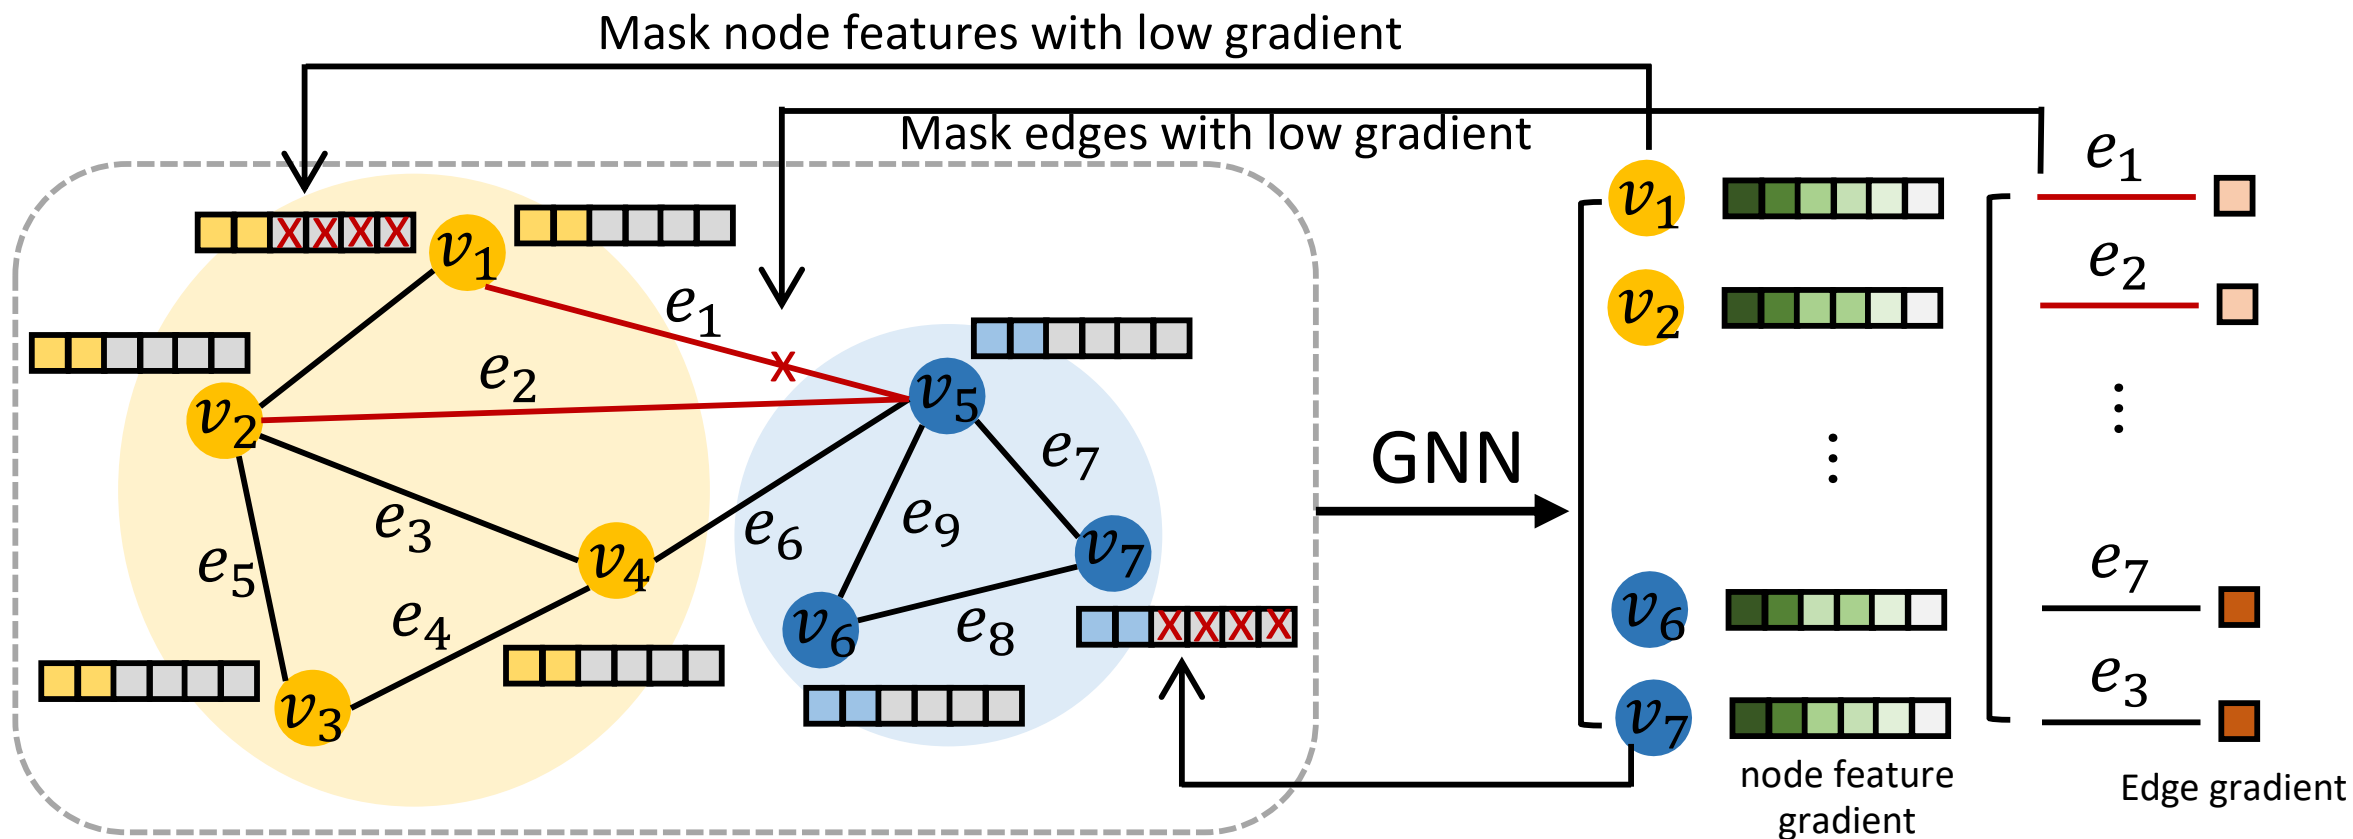 Mask node features with low gradient
Mask edges with low gradient
X X X X
v₁
e₁
X
e₂
v₂
v₅
e₇
e₃
e₆
e₉
e₅
v₄
v₇
e₄
v₆
e₈
X X X X
v₃
GNN
v₁
e₁
v₂
e₂
⋮
⋮
v₆
e₇
v₇
e₃
node feature
gradient
Edge gradient